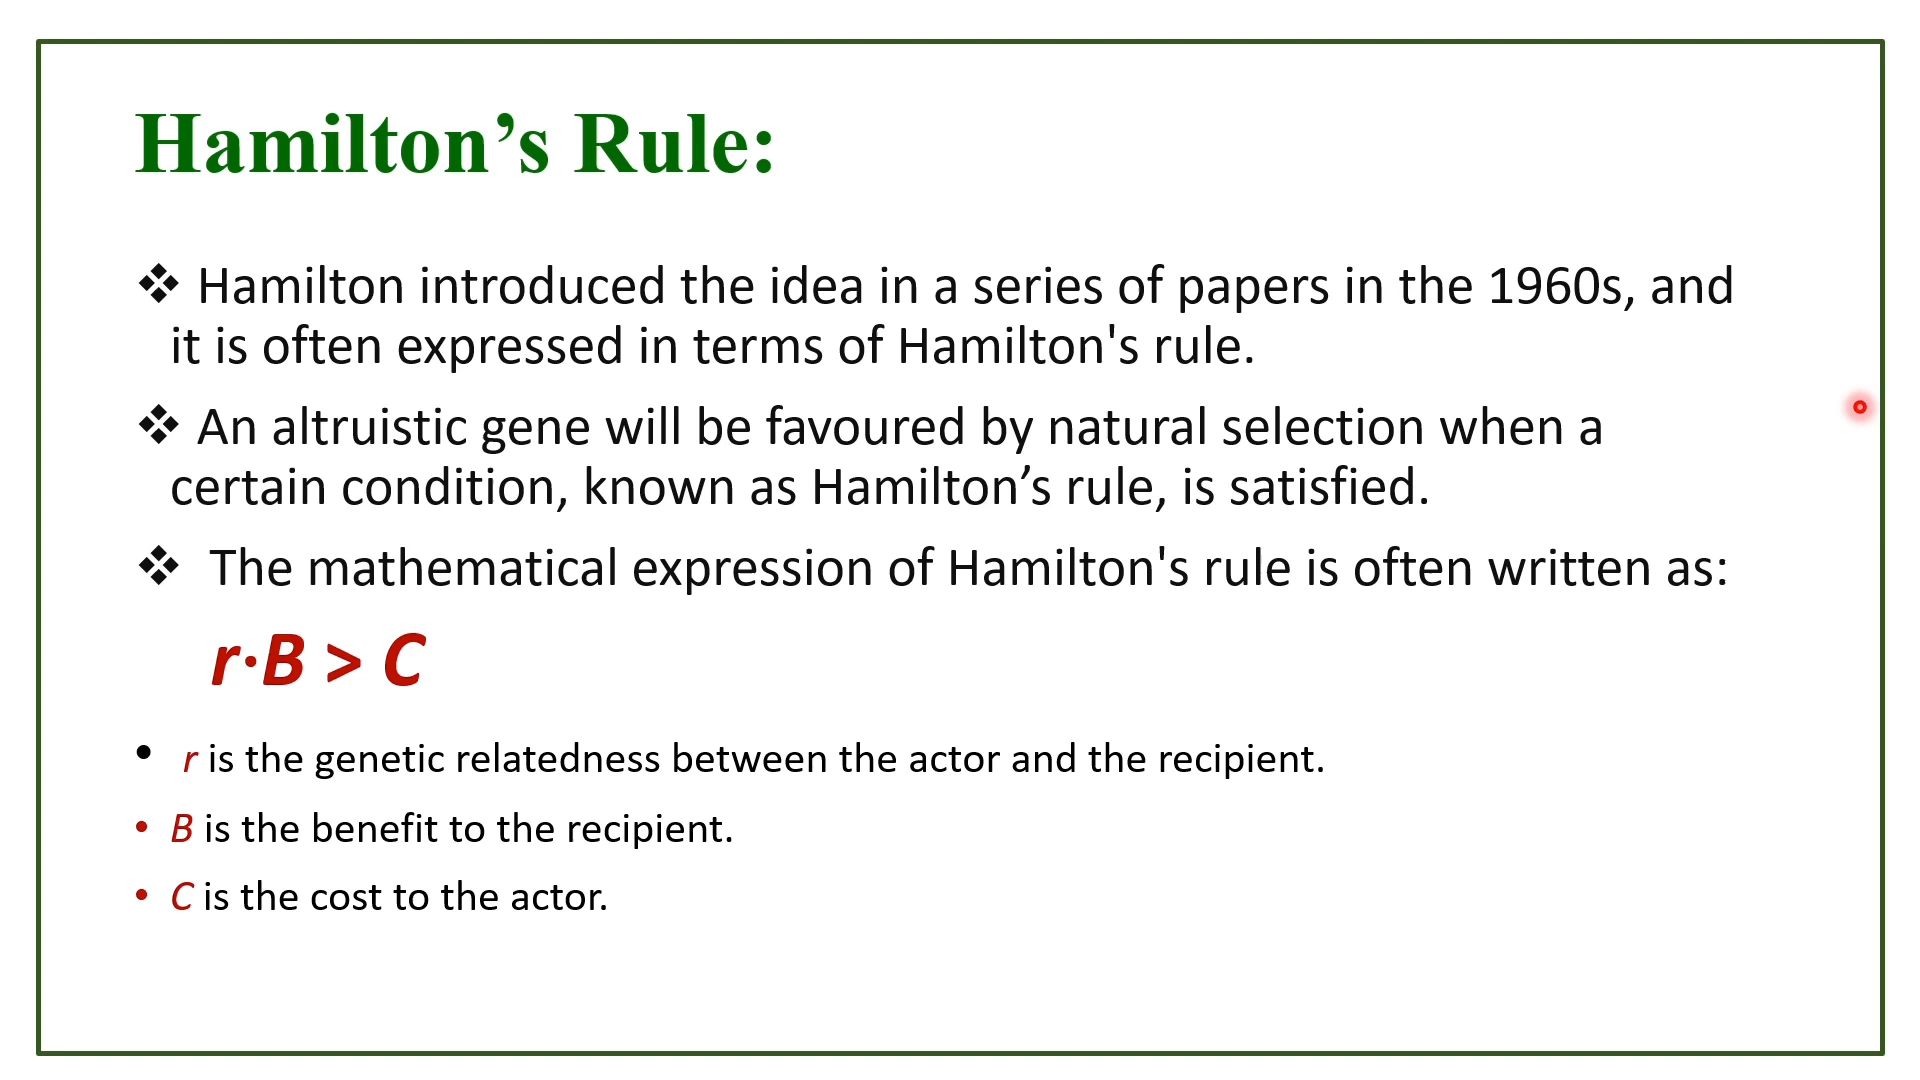 Hamilton’s Rule:
❖ Hamilton introduced the idea in a series of papers in the 1960s, and
it is often expressed in terms of Hamilton's rule.
❖ An altruistic gene will be favoured by natural selection when a
certain condition, known as Hamilton’s rule, is satisfied.
❖ The mathematical expression of Hamilton's rule is often written as:
r·B > C
• r is the genetic relatedness between the actor and the recipient.
• B is the benefit to the recipient.
• C is the cost to the actor.